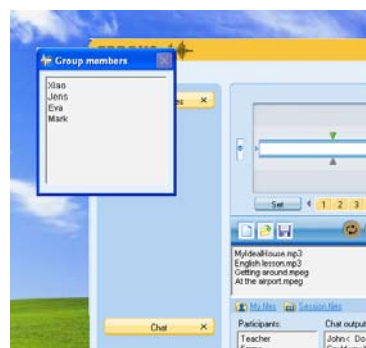 Group members
Xiao
Jens
Eva
Mark
Set
1 2 3
MyIdealHouse.mp3
English lesson.mp3
Getting around.mpeg
At the airport.mpeg
My files
Session files
Participants:
Chat output
Teacher
John<
Chat